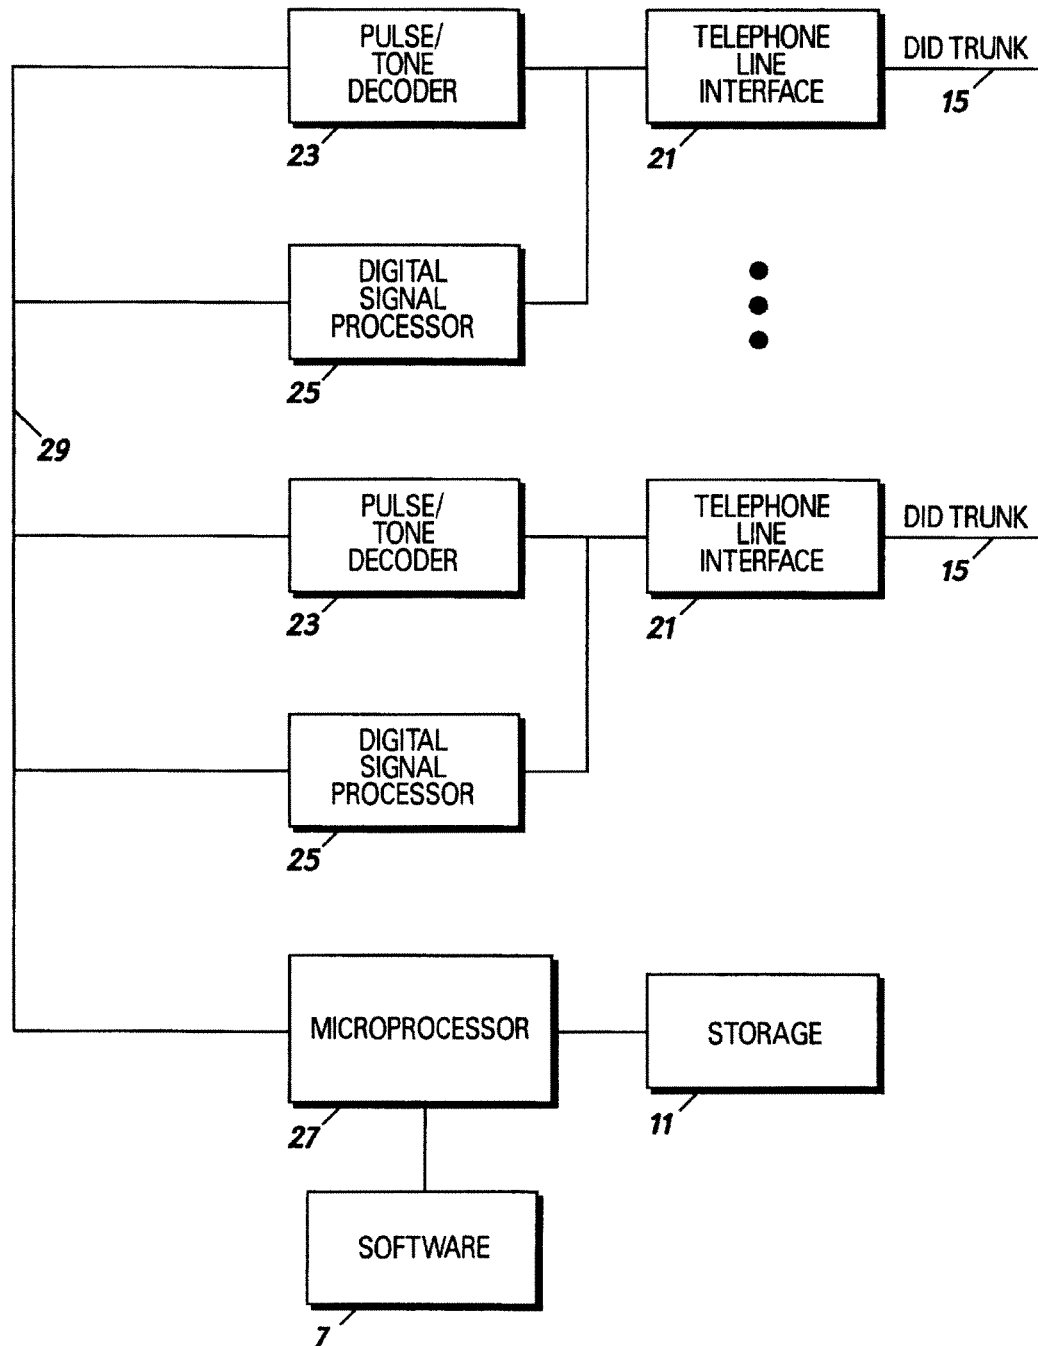 PULSE/
TONE
DECODER
23
TELEPHONE
LINE
INTERFACE
21
DID TRUNK
15
DIGITAL
SIGNAL
PROCESSOR
25
29
PULSE/
TONE
DECODER
23
TELEPHONE
LINE
INTERFACE
21
DID TRUNK
15
DIGITAL
SIGNAL
PROCESSOR
25
MICROPROCESSOR
27
STORAGE
11
SOFTWARE
7